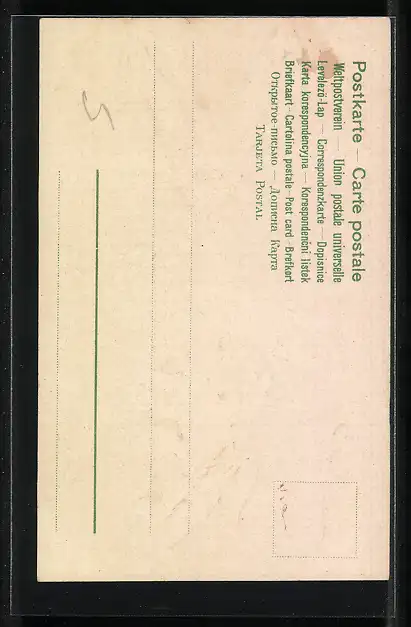 Postkarte — Carte postale
Weltpostverein — Union postale universelle
Levelező-Lap — Correspondenzkarte — Dopisnice
Karta korespondencyjna — Korespondenční lístek
Briefkaart – Cartolina postale – Post card – Brefkort
Открытое письмо — Дописна Карта
TARJETA POSTAL
5